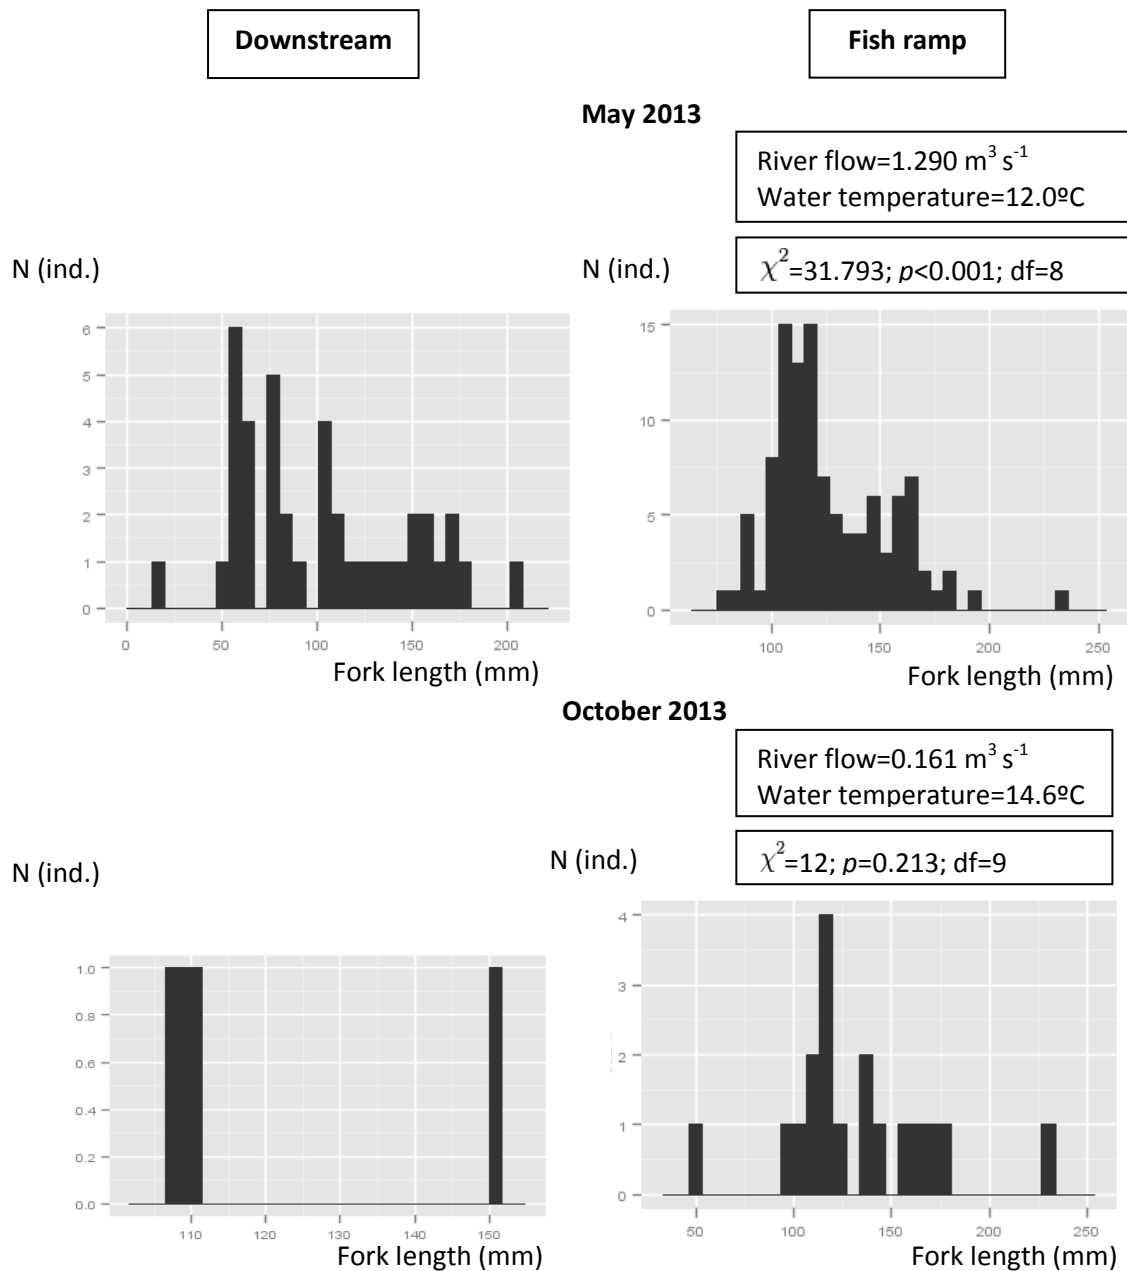 Downstream
Fish ramp
May 2013
River flow=1.290 m³ s⁻¹
Water temperature=12.0ºC
χ²=31.793; p<0.001; df=8
N (ind.)
N (ind.)
6
5
4
3
2
1
0
0 50 100 150 200
Fork length (mm)
15
10
5
0
100 150 200 250
Fork length (mm)
October 2013
River flow=0.161 m³ s⁻¹
Water temperature=14.6ºC
χ²=12; p=0.213; df=9
N (ind.)
N (ind.)
1.0
0.8
0.6
0.4
0.2
0.0
110 120 130 140 150
Fork length (mm)
4
3
2
1
0
50 100 150 200 250
Fork length (mm)